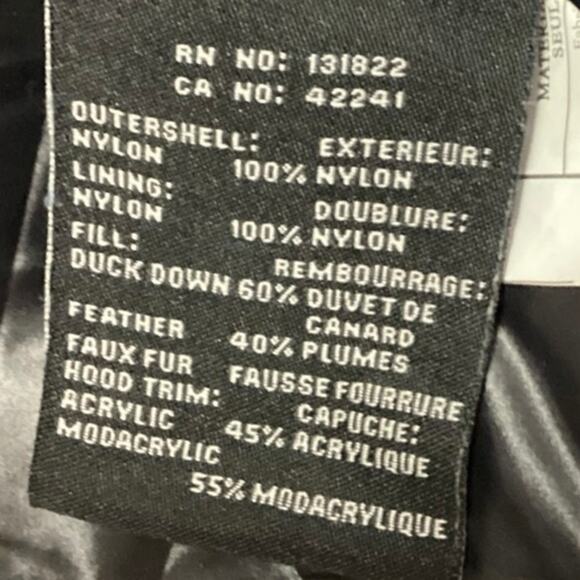 RN NO: 131822
CA NO: 42241
OUTERSHELL: EXTERIEUR:
NYLON 100% NYLON
LINING: DOUBLURE:
NYLON 100% NYLON
FILL: REMBOURRAGE:
DUCK DOWN 60% DUVET DE
CANARD
FEATHER 40% PLUMES
FAUX FUR FAUSSE FOURRURE
HOOD TRIM: CAPUCHE:
ACRYLIC 45% ACRYLIQUE
MODACRYLIC
55% MODACRYLIQUE
SEUL